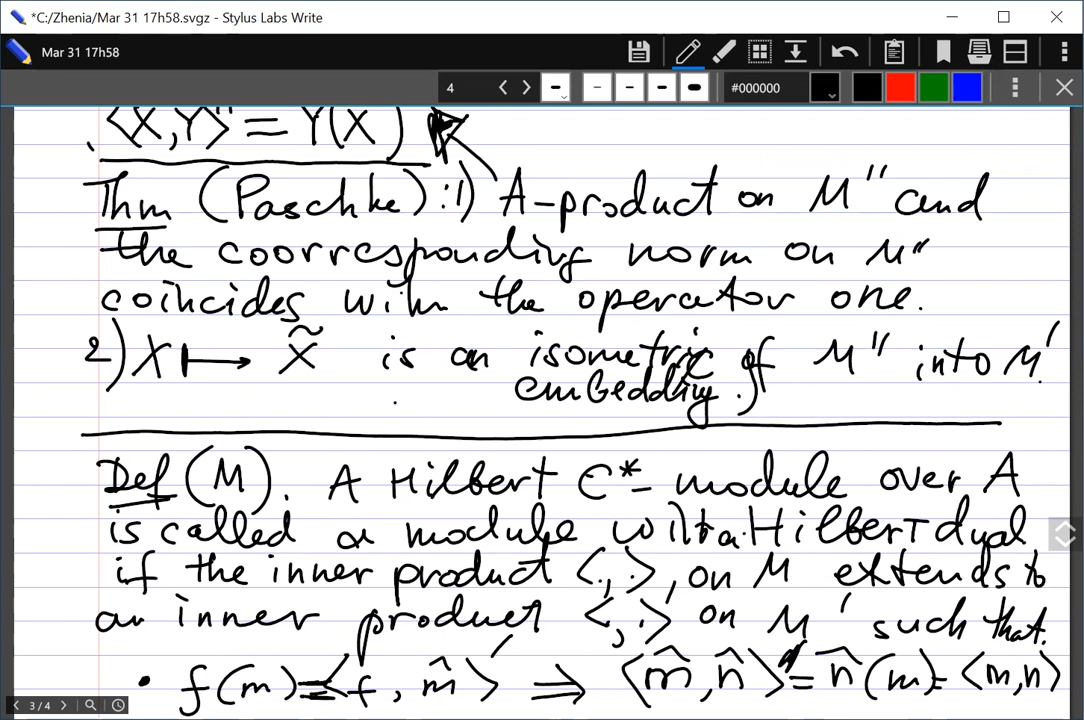 *C:/Zhenia/Mar 31 17h58.svgz - Stylus Labs Write
Mar 31 17h58
4
#000000
. <X,Y>'' = Y(X)
Thm (Paschke): 1) A-product on M'' and
the coorresponding norm on M''
coincides with the operator one.
2) X ↦ X̃ is an isometric of M'' into M'.
embedding.
Def (M). A Hilbert C*- module over A
is called a module with a Hilbert dual
if the inner product <.,.>, on M extends to
an inner product <,.>' on M' such that.
• f(m) = <f, m̂>' ⇒ <m̂, n̂>' = n̂(m) = <m,n>
3/4